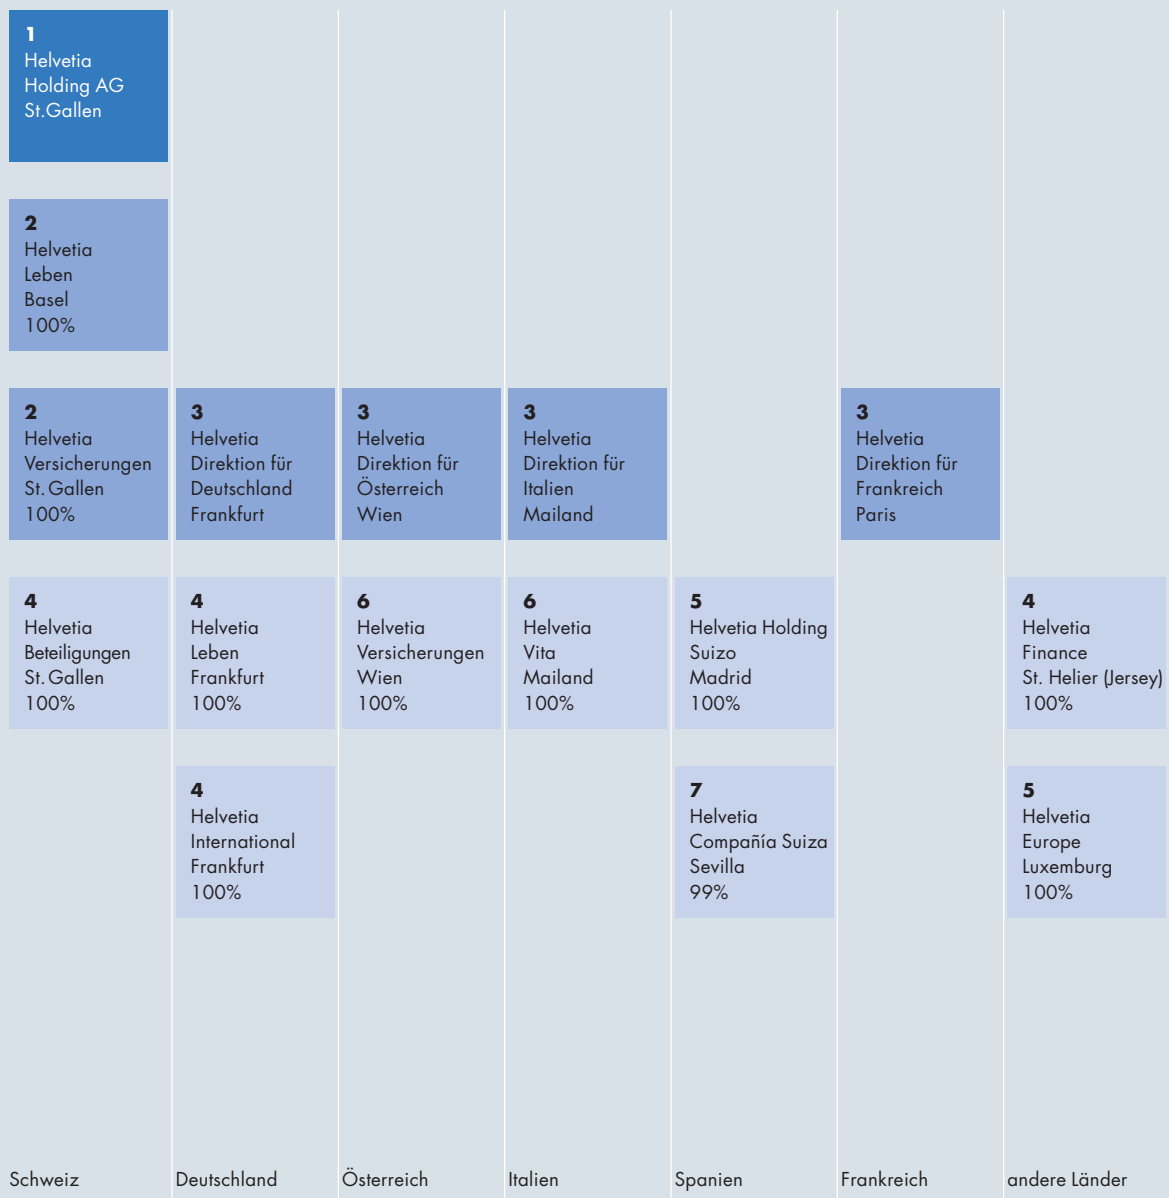 1
Helvetia
Holding AG
St.Gallen
2
Helvetia
Leben
Basel
100%
2
Helvetia
Versicherungen
St. Gallen
100%
3
Helvetia
Direktion für
Deutschland
Frankfurt
3
Helvetia
Direktion für
Österreich
Wien
3
Helvetia
Direktion für
Italien
Mailand
3
Helvetia
Direktion für
Frankreich
Paris
4
Helvetia
Beteiligungen
St. Gallen
100%
4
Helvetia
Leben
Frankfurt
100%
6
Helvetia
Versicherungen
Wien
100%
6
Helvetia
Vita
Mailand
100%
5
Helvetia Holding
Suizo
Madrid
100%
4
Helvetia
Finance
St. Helier (Jersey)
100%
4
Helvetia
International
Frankfurt
100%
7
Helvetia
Compañía Suiza
Sevilla
99%
5
Helvetia
Europe
Luxemburg
100%
Schweiz
Deutschland
Österreich
Italien
Spanien
Frankreich
andere Länder